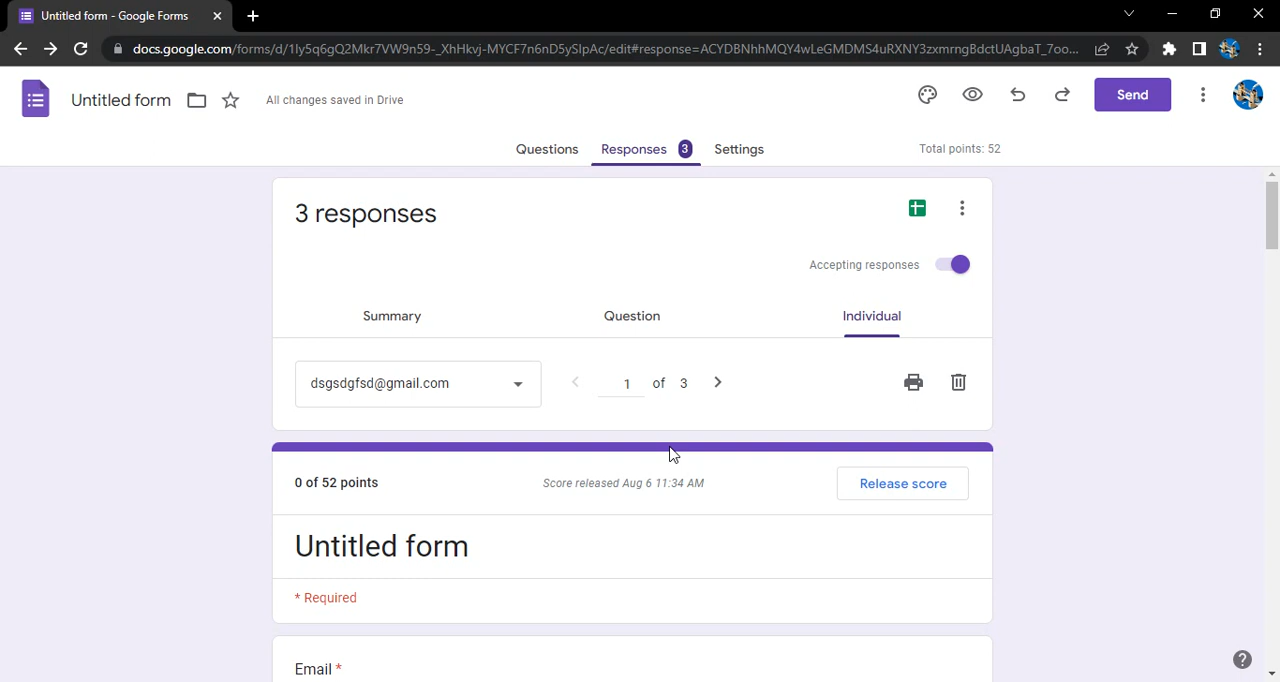 Untitled form - Google Forms
docs.google.com/forms/d/1Iy5q6gQ2Mkr7VW9n59-_XhHkvj-MYCF7n6nD5ySIpAc/edit#response=ACYDBNhhMQY4wLeGMDMS4uRXNY3zxmrngBdctUAgbaT_7oo...
Untitled form
All changes saved in Drive
Send
Questions
Responses 3
Settings
Total points: 52
3 responses
Accepting responses
Summary
Question
Individual
dsgsdgfsd@gmail.com
1 of 3
0 of 52 points
Score released Aug 6 11:34 AM
Release score
Untitled form
* Required
Email *